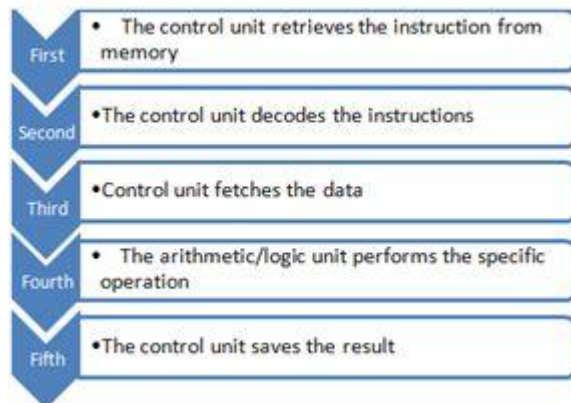 First
• The control unit retrieves the instruction from
memory
Second
•The control unit decodes the instructions
Third
•Control unit fetches the data
Fourth
• The arithmetic/logic unit performs the specific
operation
Fifth
•The control unit saves the result